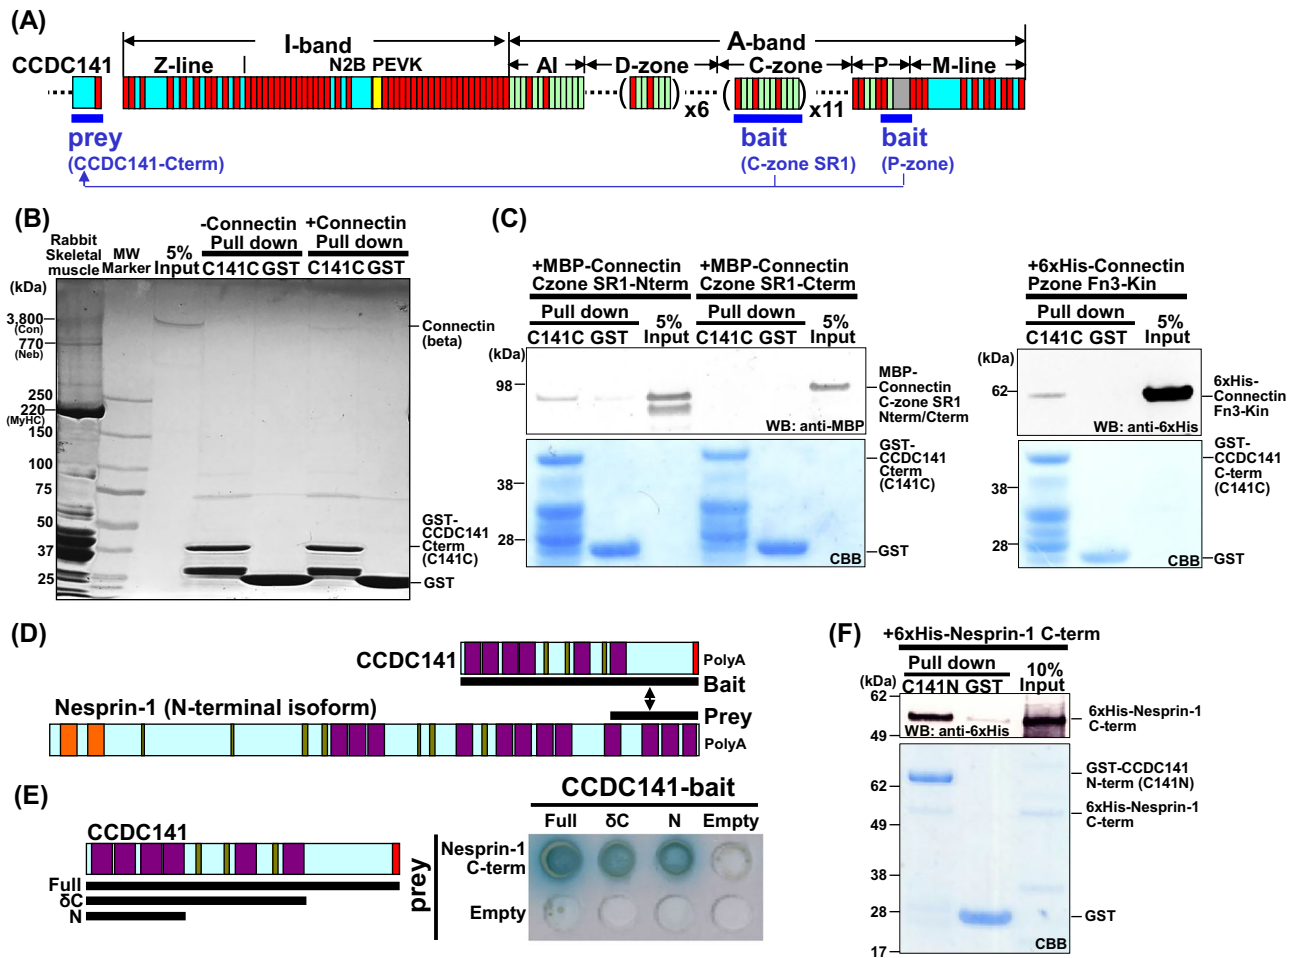 (A)
I-band
A-band
CCDC141
Z-line
N2B PEVK
AI
D-zone
C-zone
P
M-line
x6
x11
prey
(CCDC141-Cterm)
bait
(C-zone SR1)
bait
(P-zone)
(B)
Rabbit
Skeletal
muscle
MW
Marker
5%
Input
-Connectin
Pull down
C141C GST
+Connectin
Pull down
C141C GST
(kDa)
3,800
(Con)
770
(Neb)
250
220
(MyHC)
150
100
75
50
37
25
Connectin
(beta)
GST-
CCDC141
Cterm
(C141C)
GST
(C)
+MBP-Connectin
Czone SR1-Nterm
+MBP-Connectin
Czone SR1-Cterm
Pull down
C141C GST
5%
Input
Pull down
C141C GST
5%
Input
(kDa)
98
WB: anti-MBP
MBP-
Connectin
C-zone SR1
Nterm/Cterm
38
28
CBB
GST-
CCDC141
Cterm
(C141C)
GST
+6xHis-Connectin
Pzone Fn3-Kin
Pull down
C141C GST
5%
Input
(kDa)
62
WB: anti-6xHis
6xHis-
Connectin
Fn3-Kin
38
28
CBB
GST-
CCDC141
C-term
(C141C)
GST
(D)
CCDC141
PolyA
Bait
Nesprin-1 (N-terminal isoform)
Prey
PolyA
(E)
CCDC141
Full
δC
N
CCDC141-bait
Full δC N Empty
prey
Nesprin-1
C-term
Empty
(F)
+6xHis-Nesprin-1 C-term
Pull down
C141N GST
10%
Input
(kDa)
62
49
WB: anti-6xHis
6xHis-Nesprin-1
C-term
62
49
38
28
17
CBB
GST-CCDC141
N-term (C141N)
6xHis-Nesprin-1
C-term
GST